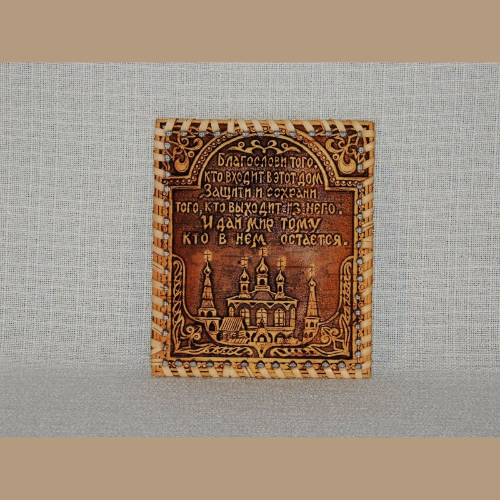 Благослови того,
кто входит в этот дом
Защити и сохрани
того, кто выходит из него.
И дай мир тому
кто в нем остается.